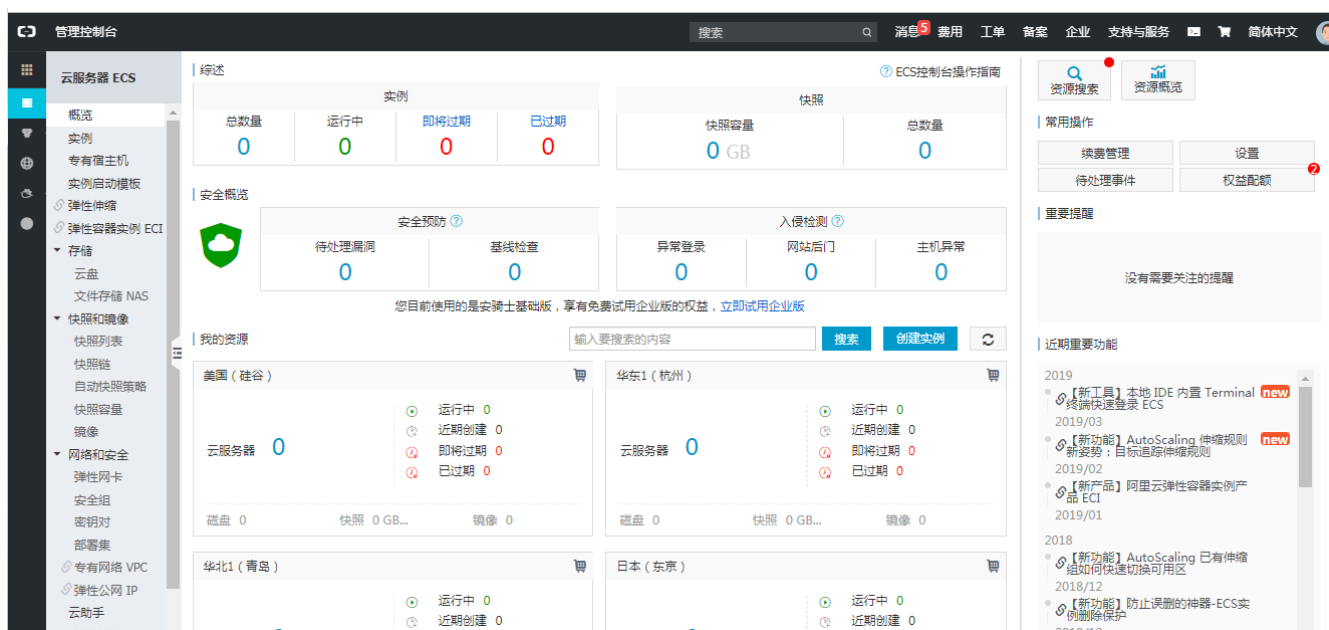 管理控制台
搜索
消息 5
费用
工单
备案
企业
支持与服务
简体中文
云服务器 ECS
概览
实例
专有宿主机
实例启动模板
弹性伸缩
弹性容器实例 ECI
存储
云盘
文件存储 NAS
快照和镜像
快照列表
快照链
自动快照策略
快照容量
镜像
网络和安全
弹性网卡
安全组
密钥对
部署集
专有网络 VPC
弹性公网 IP
云助手
综述
ECS控制台操作指南
实例
总数量 运行中 即将过期 已过期
0 0 0 0
快照
快照容量 总数量
0 GB 0
安全概览
安全预防
待处理漏洞 基线检查
0 0
入侵检测
异常登录 网站后门 主机异常
0 0 0
您目前使用的是安骑士基础版，享有免费试用企业版的权益，立即试用企业版
我的资源
输入要搜索的内容
搜索
创建实例
美国（硅谷）
云服务器 0
运行中 0
近期创建 0
即将过期 0
已过期 0
磁盘 0 快照 0 GB... 镜像 0
华东1（杭州）
云服务器 0
运行中 0
近期创建 0
即将过期 0
已过期 0
磁盘 0 快照 0 GB... 镜像 0
华北1（青岛）
运行中 0
近期创建 0
日本（东京）
运行中 0
近期创建 0
资源搜索
资源概览
常用操作
续费管理
设置
待处理事件
权益配额 2
重要提醒
没有需要关注的提醒
近期重要功能
2019
【新工具】本地 IDE 内置 Terminal new
终端快速登录 ECS
2019/03
【新功能】AutoScaling 伸缩规则 new
新姿势：目标追踪伸缩规则
2019/02
【新产品】阿里云弹性容器实例产
品 ECI
2019/01
2018
【新功能】AutoScaling 已有伸缩
组如何快速切换可用区
2018/12
【新功能】防止误删的神器-ECS实
例删除保护